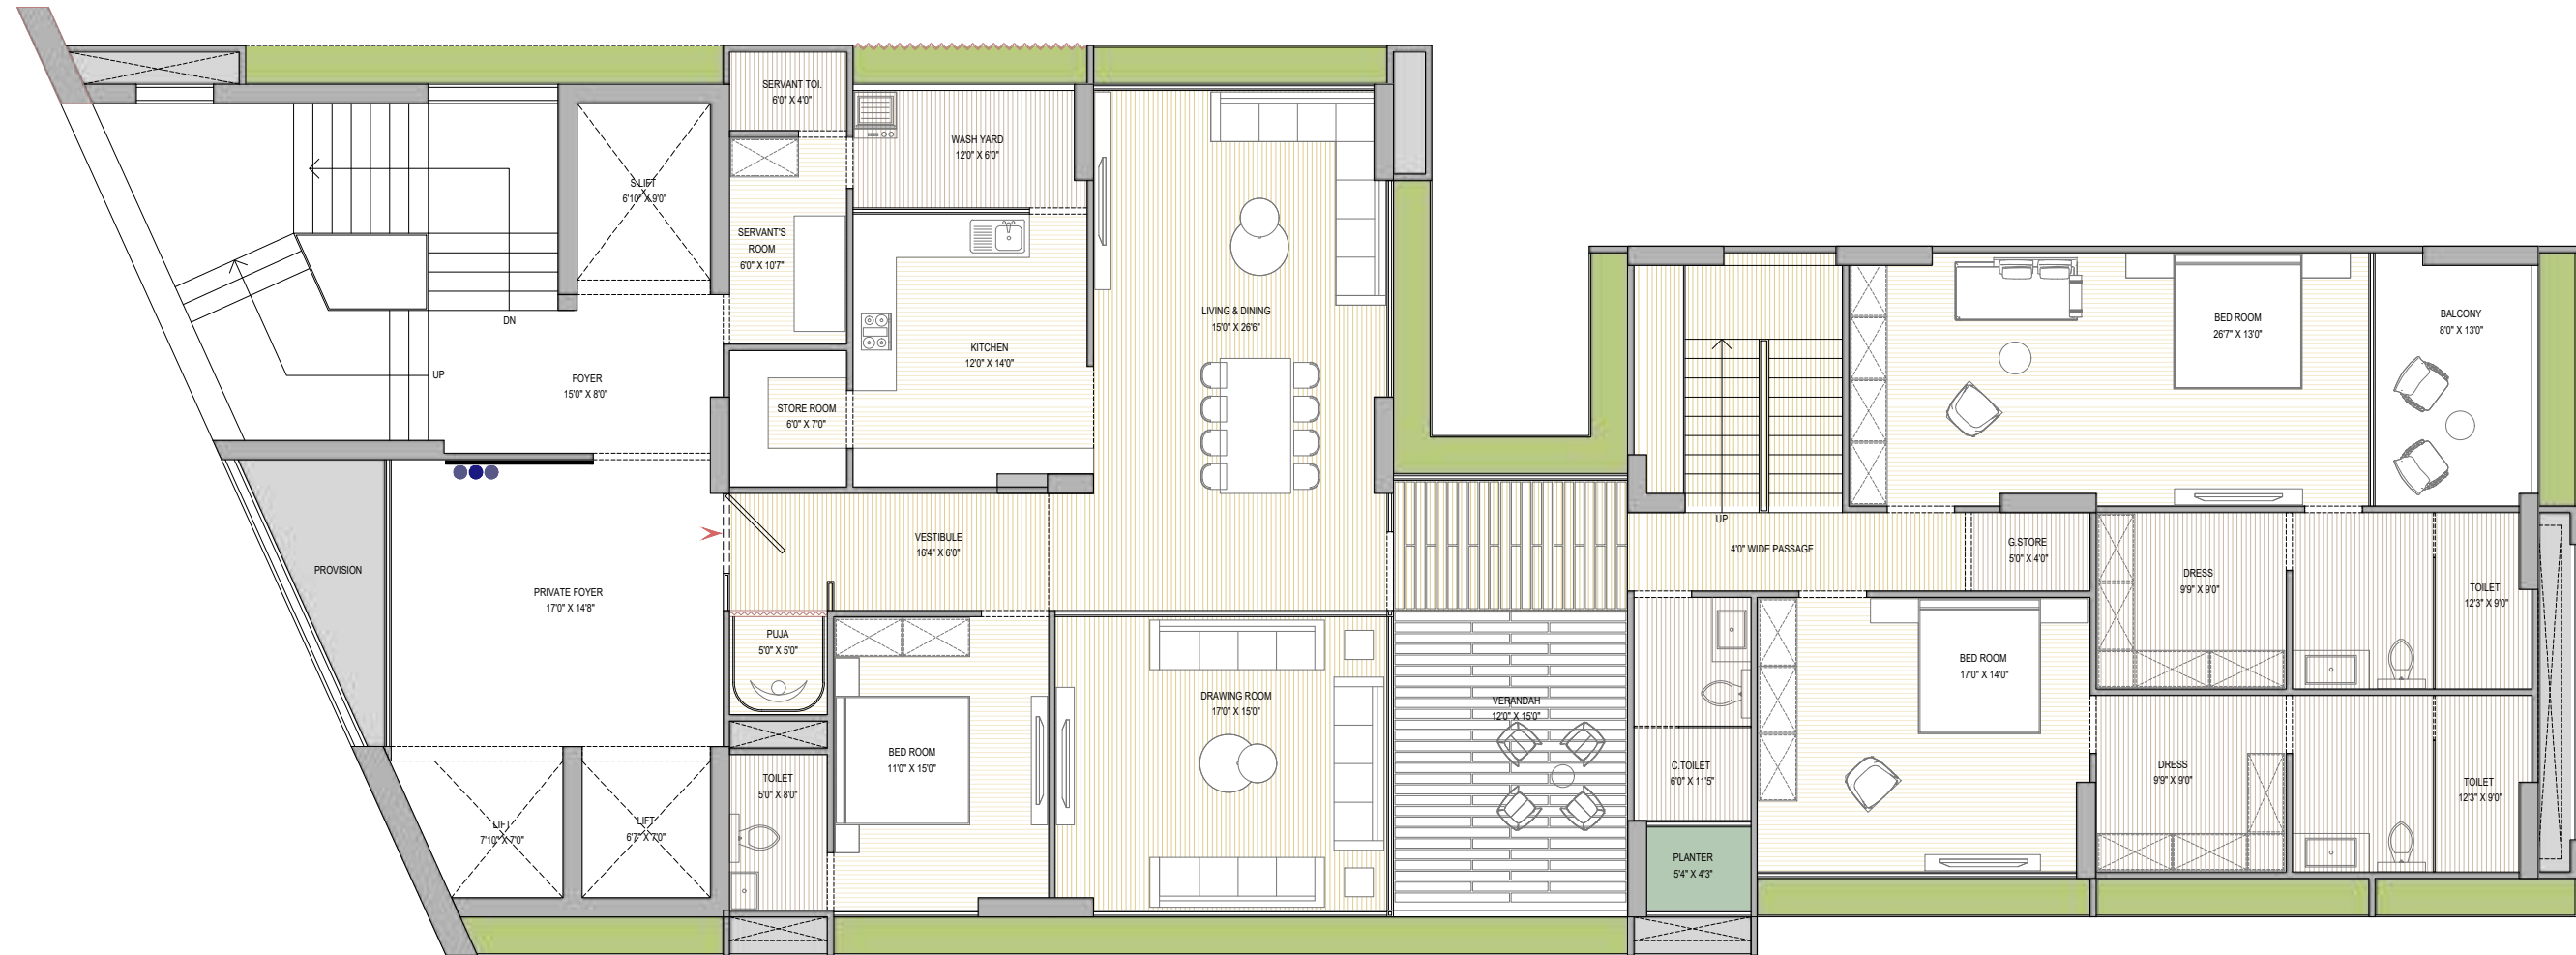 SERVANT TOI.
6'0" X 4'0"
WASH YARD
12'0" X 6'0"
S.LIFT
6'10" X 9'0"
SERVANT'S
ROOM
6'0" X 10'7"
DN
UP
FOYER
15'0" X 8'0"
KITCHEN
12'0" X 14'0"
STORE ROOM
6'0" X 7'0"
LIVING & DINING
15'0" X 26'6"
BED ROOM
26'7" X 13'0"
BALCONY
8'0" X 13'0"
PROVISION
PRIVATE FOYER
17'0" X 14'8"
VESTIBULE
16'4" X 6'0"
UP
4'0" WIDE PASSAGE
G.STORE
5'0" X 4'0"
DRESS
9'9" X 9'0"
TOILET
12'3" X 9'0"
PUJA
5'0" X 5'0"
BED ROOM
11'0" X 15'0"
DRAWING ROOM
17'0" X 15'0"
VERANDAH
12'0" X 15'0"
BED ROOM
17'0" X 14'0"
TOILET
5'0" X 8'0"
C.TOILET
6'0" X 11'5"
DRESS
9'9" X 9'0"
TOILET
12'3" X 9'0"
LIFT
7'10" X 7'0"
LIFT
6'7" X 7'0"
PLANTER
5'4" X 4'3"